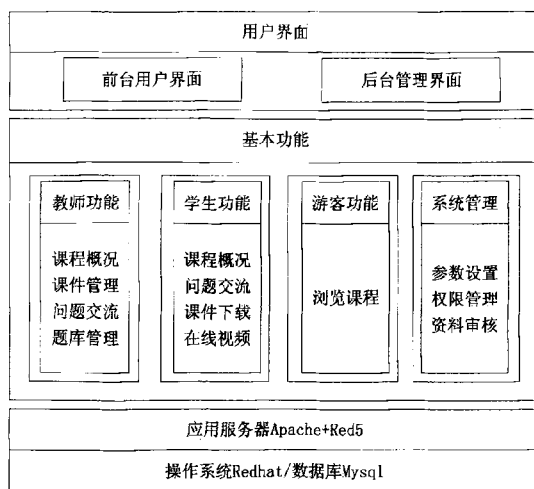 用户界面
前台用户界面
后台管理界面
基本功能
教师功能
课程概况
课件管理
问题交流
题库管理
学生功能
课程概况
问题交流
课件下载
在线视频
游客功能
浏览课程
系统管理
参数设置
权限管理
资料审核
应用服务器Apache+Red5
操作系统Redhat/数据库Mysql